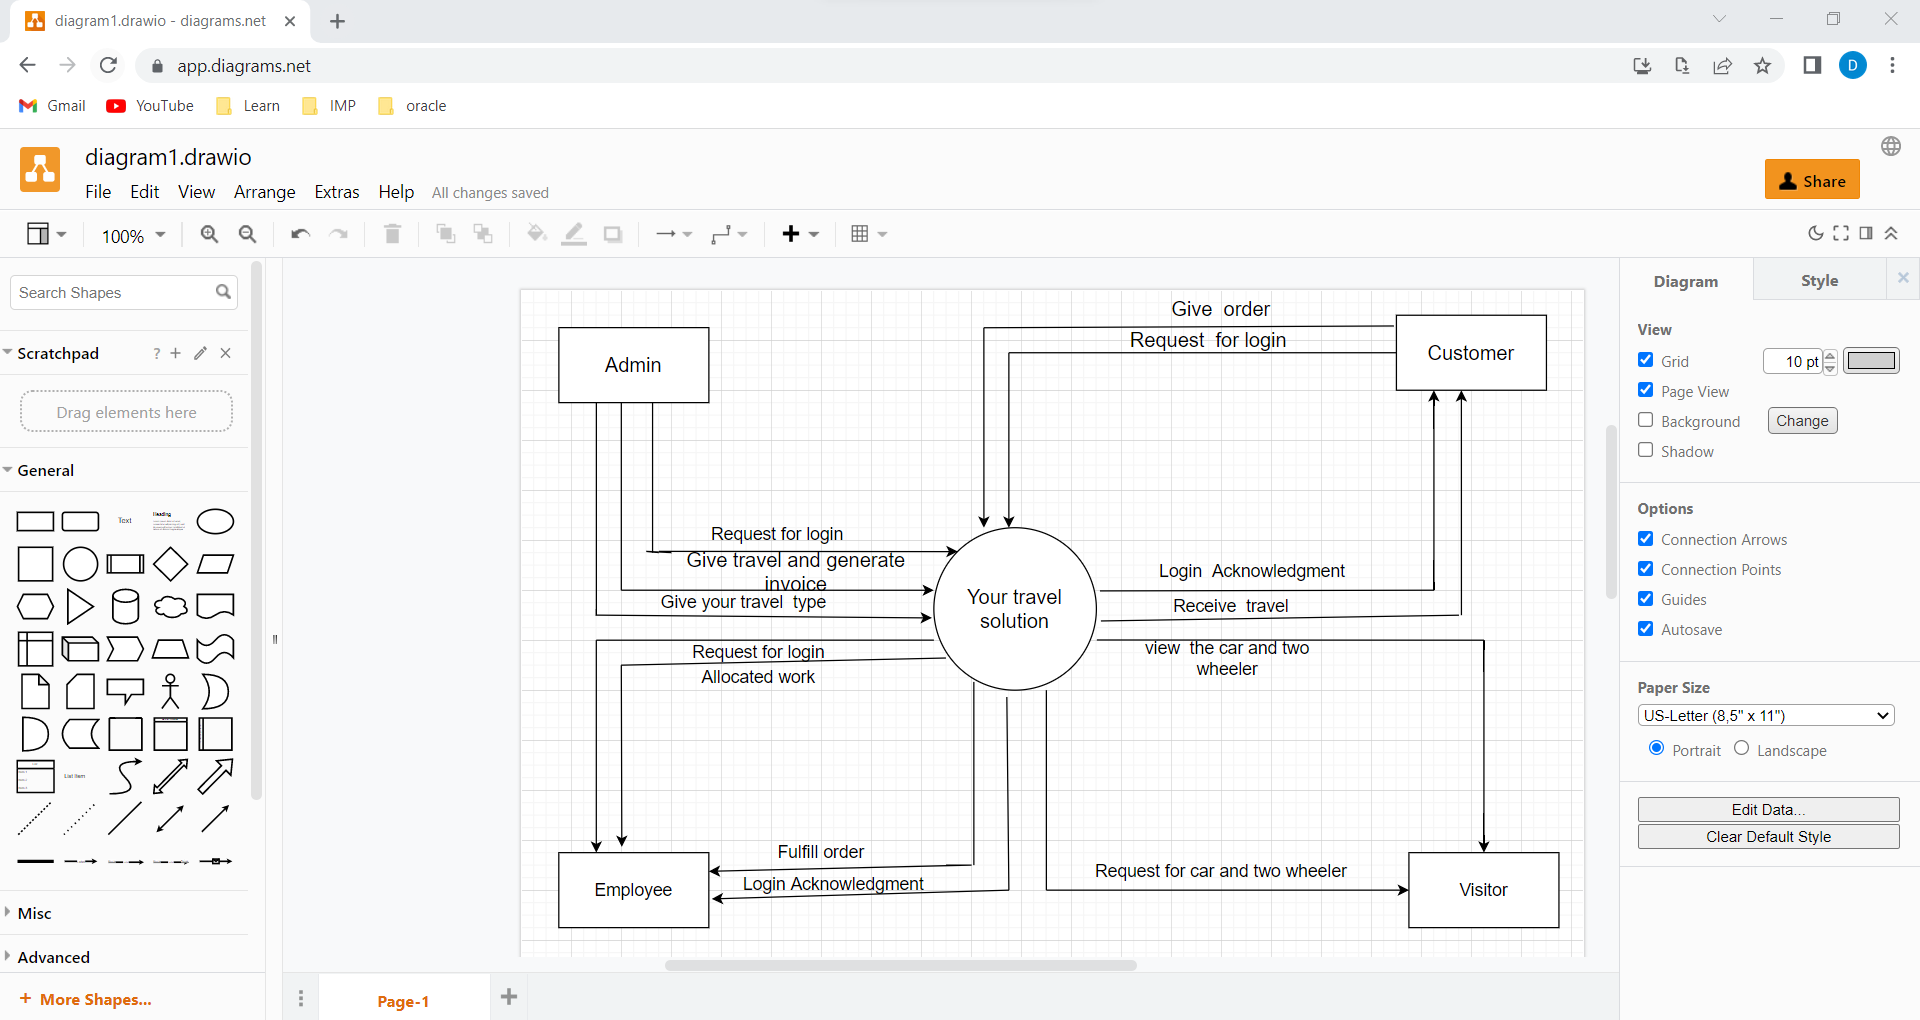 diagram1.drawio - diagrams.net
app.diagrams.net
D
Gmail
YouTube
Learn
IMP
oracle
diagram1.drawio
File Edit View Arrange Extras Help All changes saved
Share
100%
Search Shapes
Scratchpad
?
Drag elements here
General
Text
Heading
List Item
Misc
Advanced
+ More Shapes...
Give order
Request for login
Admin
Customer
Request for login
Give travel and generate
invoice
Give your travel type
Your travel
solution
Login Acknowledgment
Receive travel
Request for login
Allocated work
view the car and two
wheeler
Fulfill order
Login Acknowledgment
Request for car and two wheeler
Employee
Visitor
Page-1
Diagram
Style
View
Grid
10 pt
Page View
Background
Change
Shadow
Options
Connection Arrows
Connection Points
Guides
Autosave
Paper Size
US-Letter (8,5" x 11")
Portrait
Landscape
Edit Data...
Clear Default Style